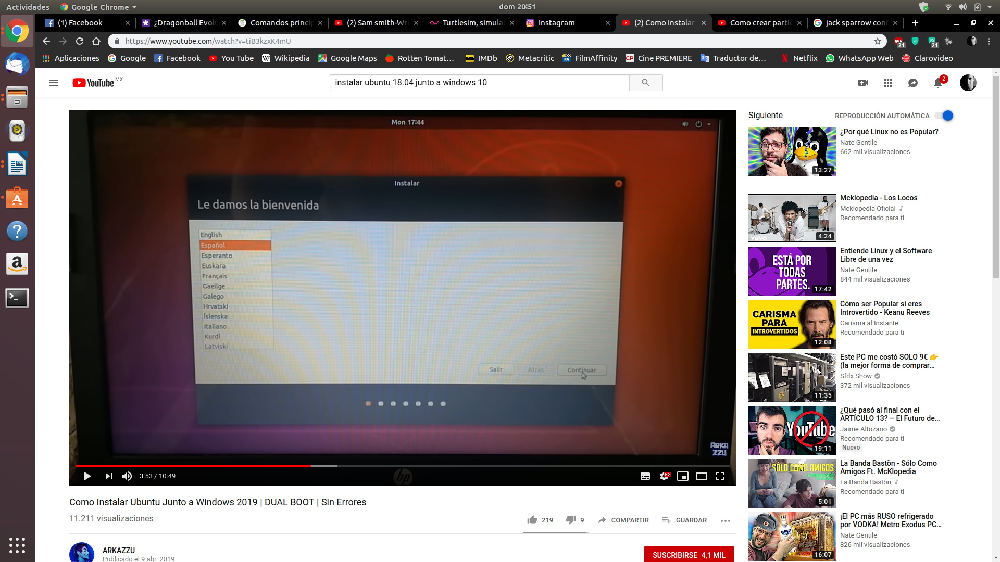 Actividades
Google Chrome
dom 20:51
(1) Facebook
¿Dragonball Evolu
Comandos princip
(2) Sam smith-Wri
Turtlesim, simula
Instagram
(2) Como Instalar
Como crear partic
jack sparrow conf
https://www.youtube.com/watch?v=tiB3kzxK4mU
ABD
21
21
Aplicaciones
Google
Facebook
You Tube
Wikipedia
Google Maps
Rotten Tomat...
IMDb
Metacritic
FilmAffinity
Cine PREMIERE
Traductor de...
Netflix
WhatsApp Web
Clarovideo
YouTube MX
instalar ubuntu 18.04 junto a windows 10
2
Mon 17:44
Instalar
Le damos la bienvenida
English
Español
Esperanto
Euskara
Français
Gaeilge
Galego
Hrvatski
Íslenska
Italiano
Kurdî
Latviski
Salir
Atrás
Continuar
ARKA
ZZU
hp
3:53 / 10:49
HD
Como Instalar Ubuntu Junto a Windows 2019 | DUAL BOOT | Sin Errores
11.211 visualizaciones
219
9
COMPARTIR
GUARDAR
ARKAZZU
Publicado el 9 abr. 2019
SUSCRIBIRSE 4,1 MIL
Siguiente
REPRODUCCIÓN AUTOMÁTICA
13:27
¿Por qué Linux no es Popular?
Nate Gentile
662 mil visualizaciones
vevo
4:24
Mcklopedia - Los Locos
Mcklopedia Oficial
Recomendado para ti
ESTÁ POR
TODAS
PARTES.
17:42
Entiende Linux y el Software
Libre de una vez
Nate Gentile
844 mil visualizaciones
CARISMA
PARA
INTROVERTIDOS
12:08
Cómo ser Popular si eres
Introvertido - Keanu Reeves
Carisma al Instante
Recomendado para ti
11:35
Este PC me costó SOLO 9€ 👉
(la mejor forma de comprar...
Sfdx Show
372 mil visualizaciones
YouTube
19:11
¿Qué pasó al final con el
ARTÍCULO 13? – El Futuro de...
Jaime Altozano
Recomendado para ti
Nuevo
SÓLO COMO AMIGOS
5:01
La Banda Bastön - Sólo Como
Amigos Ft. McKlopedia
La Banda Bastön
Recomendado para ti
ABSOLUT
VODKA
16:07
¡El PC más RUSO refrigerado
por VODKA! Metro Exodus PC...
Nate Gentile
826 mil visualizaciones